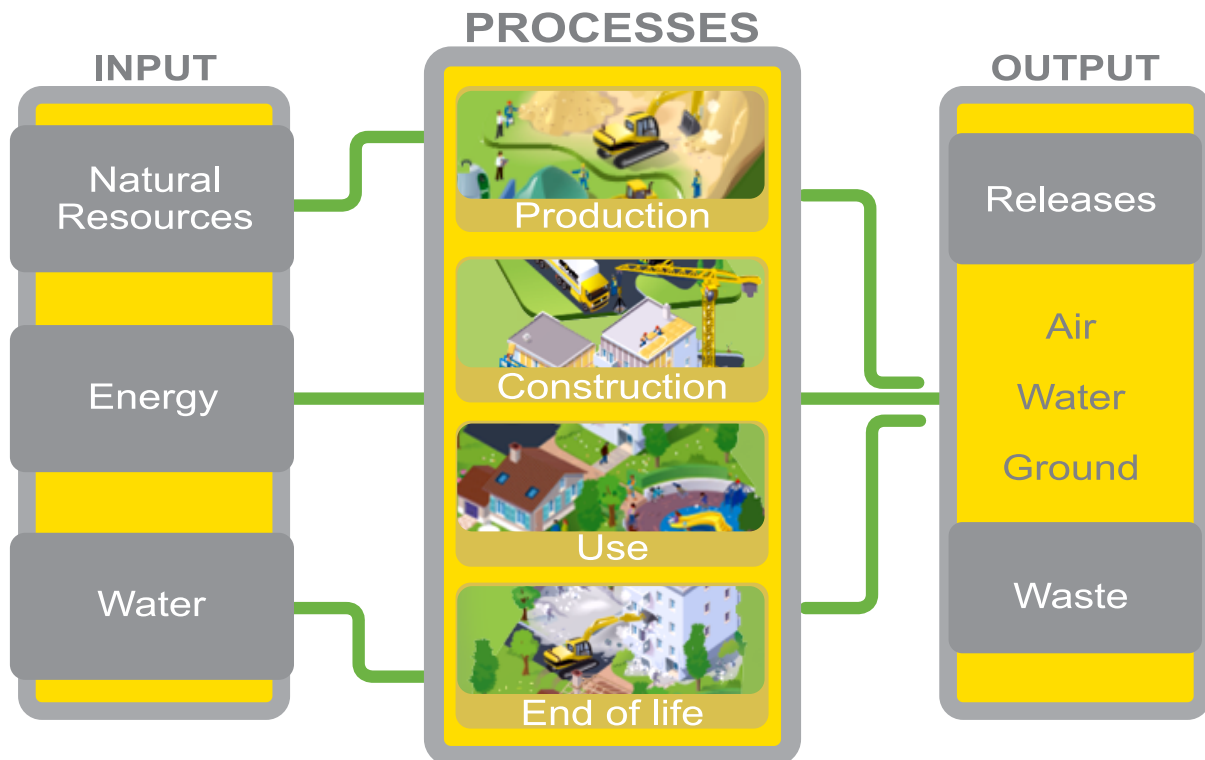 PROCESSES
INPUT
OUTPUT
Natural
Resources
Energy
Water
Production
Construction
Use
End of life
Releases
Air
Water
Ground
Waste